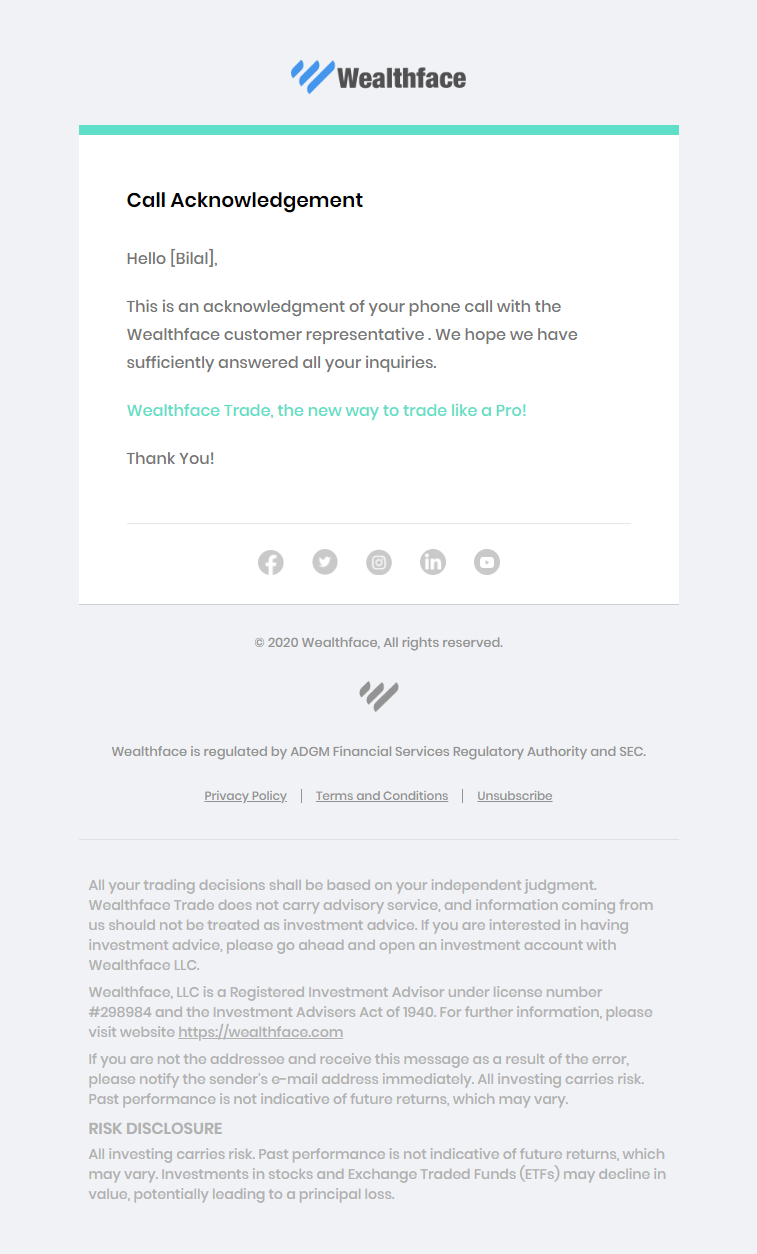 Wealthface
Call Acknowledgement
Hello [Bilal],
This is an acknowledgment of your phone call with the
Wealthface customer representative . We hope we have
sufficiently answered all your inquiries.
Wealthface Trade, the new way to trade like a Pro!
Thank You!
© 2020 Wealthface, All rights reserved.
Wealthface is regulated by ADGM Financial Services Regulatory Authority and SEC.
Privacy Policy | Terms and Conditions | Unsubscribe
All your trading decisions shall be based on your independent judgment.
Wealthface Trade does not carry advisory service, and information coming from
us should not be treated as investment advice. If you are interested in having
investment advice, please go ahead and open an investment account with
Wealthface LLC.
Wealthface, LLC is a Registered Investment Advisor under license number
#298984 and the Investment Advisers Act of 1940. For further information, please
visit website https://wealthface.com
If you are not the addressee and receive this message as a result of the error,
please notify the sender's e-mail address immediately. All investing carries risk.
Past performance is not indicative of future returns, which may vary.
RISK DISCLOSURE
All investing carries risk. Past performance is not indicative of future returns, which
may vary. Investments in stocks and Exchange Traded Funds (ETFs) may decline in
value, potentially leading to a principal loss.